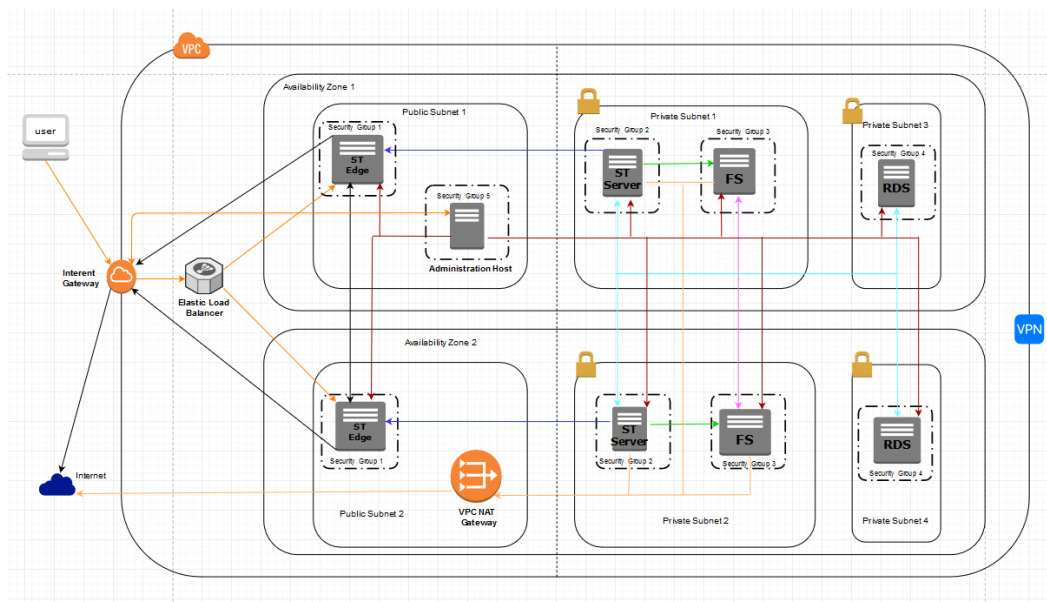 VPC
Availability Zone 1
user
Public Subnet 1
Security Group 1
ST
Edge
Security Group 5
Administration Host
Private Subnet 1
Security Group 2
ST
Server
Security Group 3
FS
Private Subnet 3
Security Group 4
RDS
Interent
Gateway
Elastic Load
Balancer
VPN
Availability Zone 2
ST
Edge
Security Group 1
Internet
VPC NAT
Gateway
Public Subnet 2
ST
Server
Security Group 2
FS
Security Group 3
Private Subnet 2
RDS
Security Group 4
Private Subnet 4